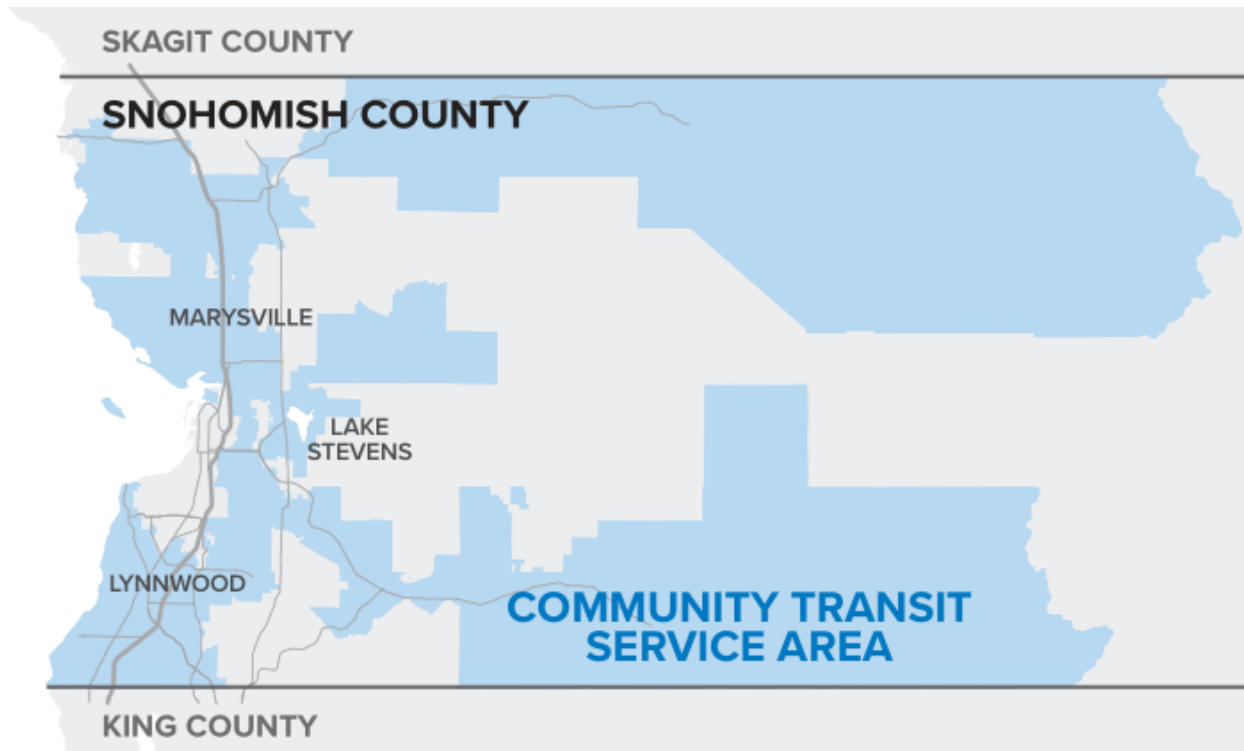 SKAGIT COUNTY
SNOHOMISH COUNTY
MARYSVILLE
LAKE
STEVENS
LYNNWOOD
COMMUNITY TRANSIT
SERVICE AREA
KING COUNTY